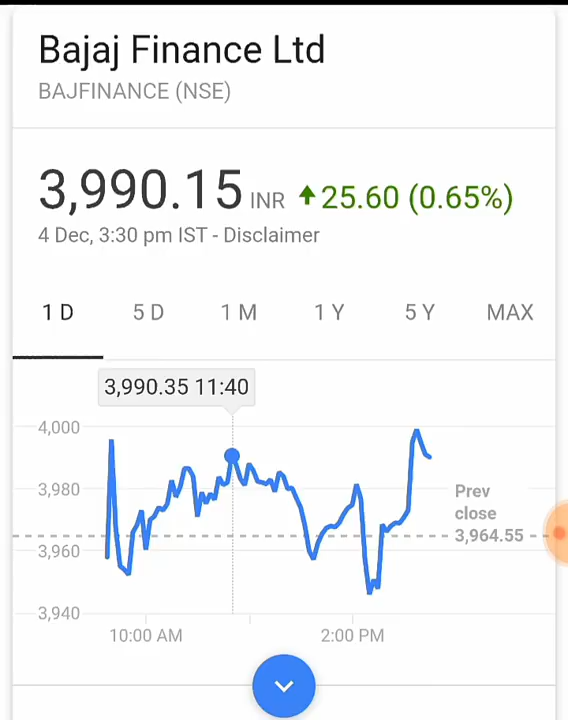 Bajaj Finance Ltd
BAJFINANCE (NSE)
3,990.15 INR 25.60 (0.65%)
4 Dec, 3:30 pm IST - Disclaimer
1 D 5 D 1 M 1 Y 5 Y MAX
3,990.35 11:40
4,000
3,980
Prev
close
3,964.55
3,960
3,940
10:00 AM 2:00 PM